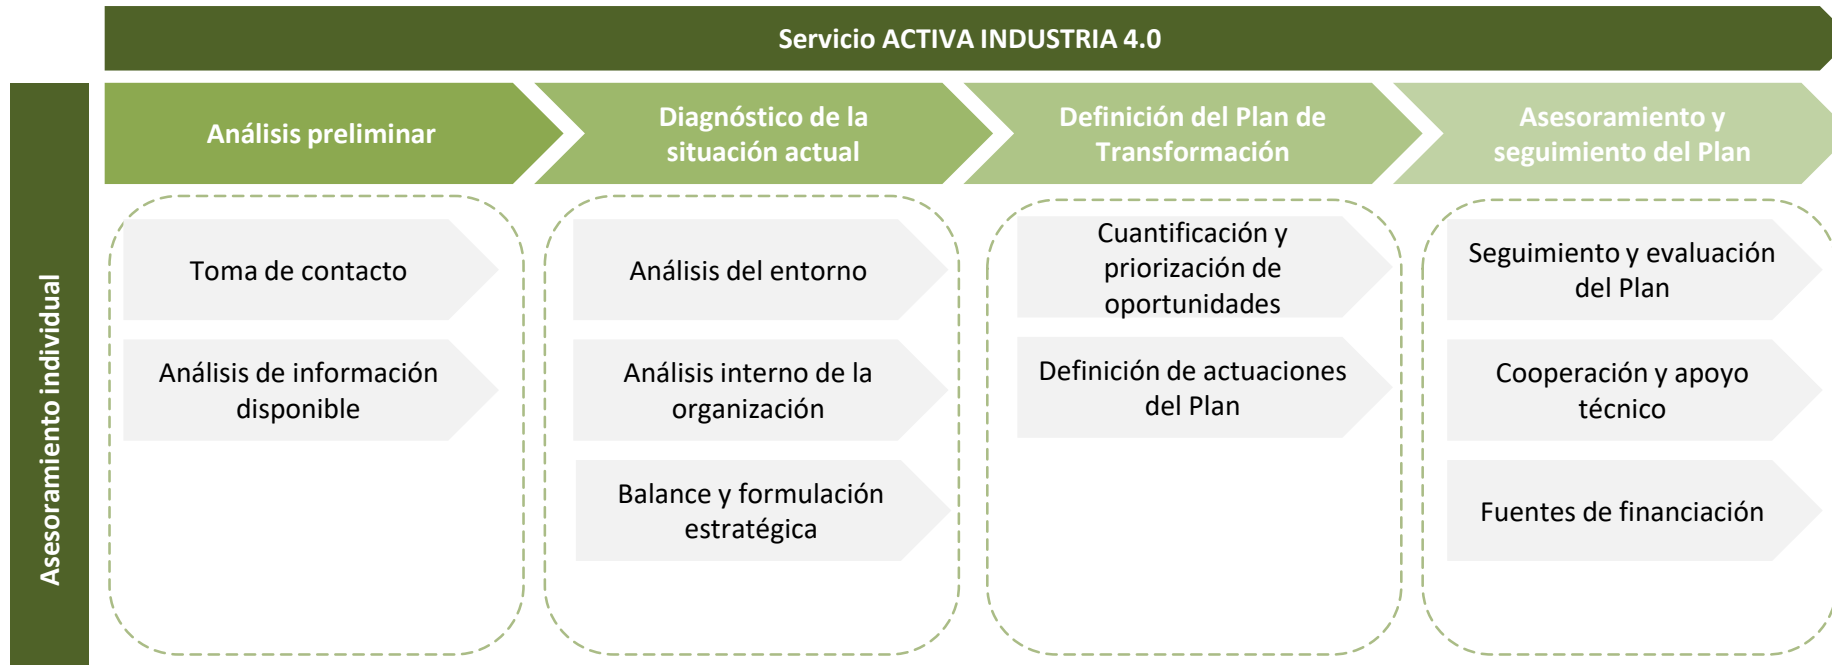 Servicio ACTIVA INDUSTRIA 4.0
Asesoramiento individual
Análisis preliminar
Diagnóstico de la
situación actual
Definición del Plan de
Transformación
Asesoramiento y
seguimiento del Plan
Toma de contacto
Análisis de información
disponible
Análisis del entorno
Análisis interno de la
organización
Balance y formulación
estratégica
Cuantificación y
priorización de
oportunidades
Definición de actuaciones
del Plan
Seguimiento y evaluación
del Plan
Cooperación y apoyo
técnico
Fuentes de financiación